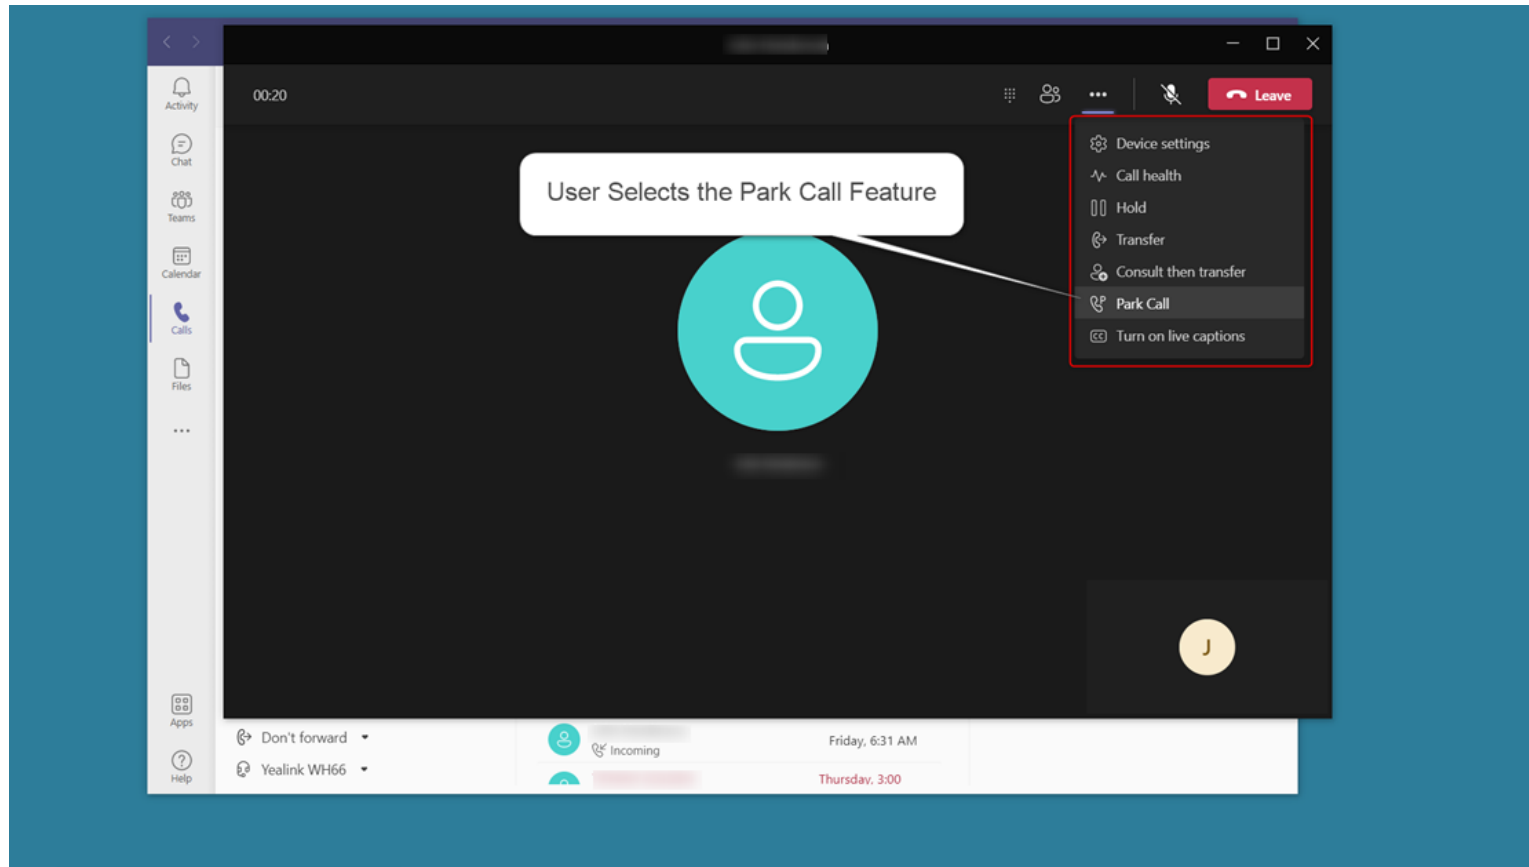 00:20
Leave
Activity
Chat
Teams
Calendar
Calls
Files
Apps
Help
User Selects the Park Call Feature
Device settings
Call health
Hold
Transfer
Consult then transfer
Park Call
CC Turn on live captions
J
Don't forward
Yealink WH66
Incoming
Friday, 6:31 AM
Thursday, 3:00